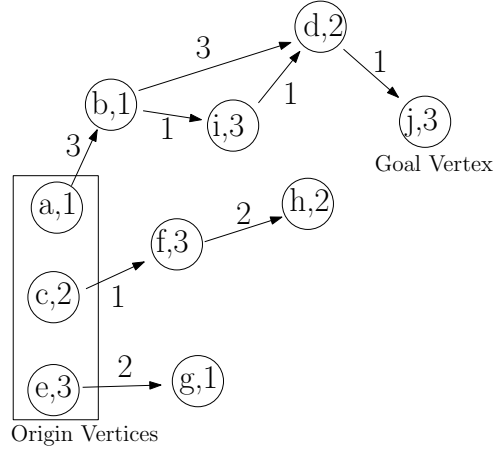 d,2
3
1
b,1
1
1
i,3
j,3
Goal Vertex
3
a,1
h,2
f,3
2
c,2
1
2
e,3
g,1
Origin Vertices